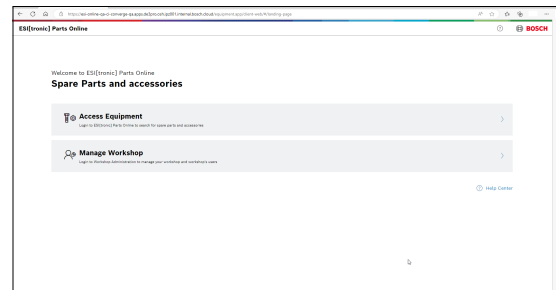 ESI[tronic] Parts Online
BOSCH
Welcome to ESI[tronic] Parts Online
Spare Parts and accessories
Access Equipment
Login to ESI[tronic] Parts Online to search for spare parts and accessories
Manage Workshop
Login to Workshop Administration to manage your workshop and workshop's users
Help Center